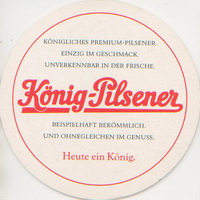 KÖNIGLICHES PREMIUM-PILSENER.
EINZIG IM GESCHMACK.
UNVERKENNBAR IN DER FRISCHE.
König-Pilsener
BEISPIELHAFT BEKÖMMLICH.
UND OHNEGLEICHEN IM GENUSS.
Heute ein König.